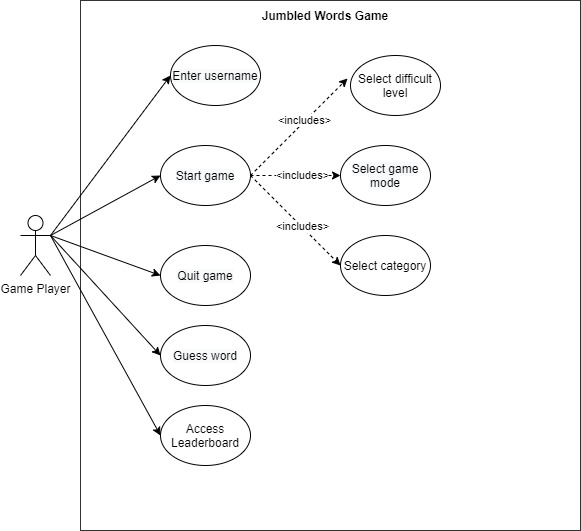 Jumbled Words Game
Enter username
Select difficult
level
<includes>
Start game
<includes>
Select game
mode
<includes>
Select category
Quit game
Game Player
Guess word
Access
Leaderboard